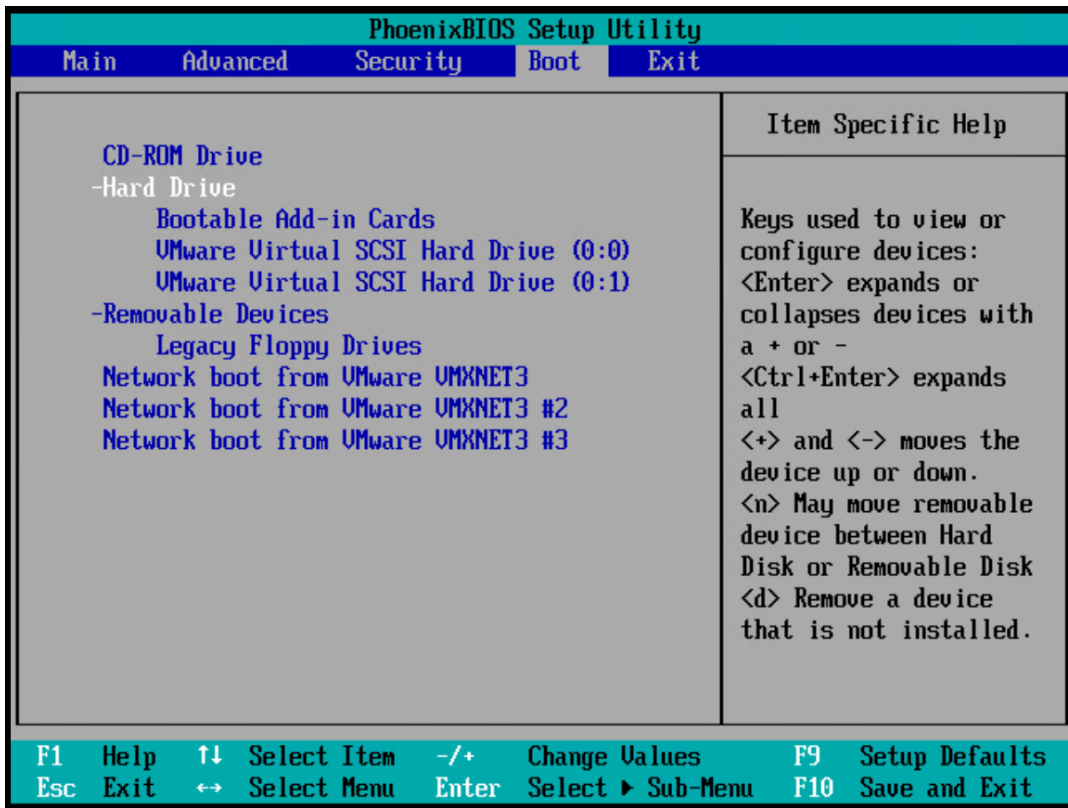 PhoenixBIOS Setup Utility
Main Advanced Security Boot Exit
CD-ROM Drive
-Hard Drive
Bootable Add-in Cards
VMware Virtual SCSI Hard Drive (0:0)
VMware Virtual SCSI Hard Drive (0:1)
-Removable Devices
Legacy Floppy Drives
Network boot from VMware VMXNET3
Network boot from VMware VMXNET3 #2
Network boot from VMware VMXNET3 #3
Item Specific Help
Keys used to view or
configure devices:
<Enter> expands or
collapses devices with
a + or -
<Ctrl+Enter> expands
all
<+> and <-> moves the
device up or down.
<n> May move removable
device between Hard
Disk or Removable Disk
<d> Remove a device
that is not installed.
F1 Help ↑↓ Select Item -/+ Change Values F9 Setup Defaults
Esc Exit ↔ Select Menu Enter Select ▶ Sub-Menu F10 Save and Exit